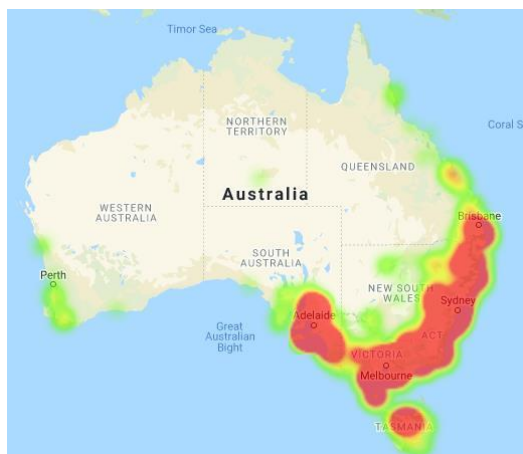 Timor Sea
NORTHERN
TERRITORY
Coral S
QUEENSLAND
Australia
WESTERN
AUSTRALIA
Brisbane
SOUTH
AUSTRALIA
Perth
NEW SOUTH
WALES
Sydney
Adelaide
Great
Australian
Bight
ACT
VICTORIA
Melbourne
TASMANIA